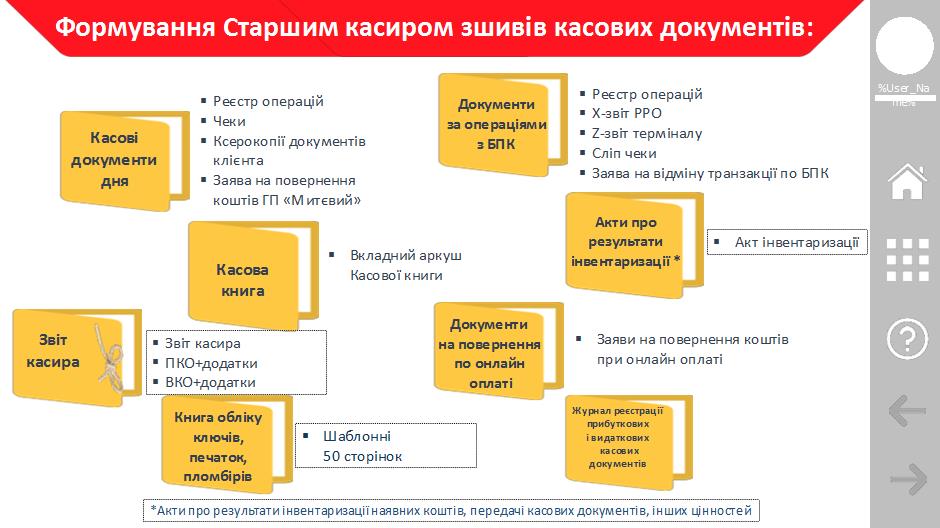 Формування Старшим касиром зшивів касових документів:
%User_Na
me%
Касові
документи
дня
▪ Реєстр операцій
▪ Чеки
▪ Ксерокопії документів
клієнта
▪ Заява на повернення
коштів ГП «Митєвий»
Документи
за операціями
з БПК
▪ Реєстр операцій
▪ X-звіт РРО
▪ Z-звіт терміналу
▪ Сліп чеки
▪ Заява на відміну транзакції по БПК
Касова
книга
▪ Вкладний аркуш
Касової книги
Акти про
результати
інвентаризації *
▪ Акт інвентаризації
Звіт
касира
▪ Звіт касира
▪ ПКО+додатки
▪ ВКО+додатки
Документи
на повернення
по онлайн
оплаті
▪ Заяви на повернення коштів
при онлайн оплаті
Книга обліку
ключів,
печаток,
пломбірів
▪ Шаблонні
50 сторінок
Журнал реєстрації
прибуткових
і видаткових
касових
документів
*Акти про результати інвентаризації наявних коштів, передачі касових документів, інших цінностей